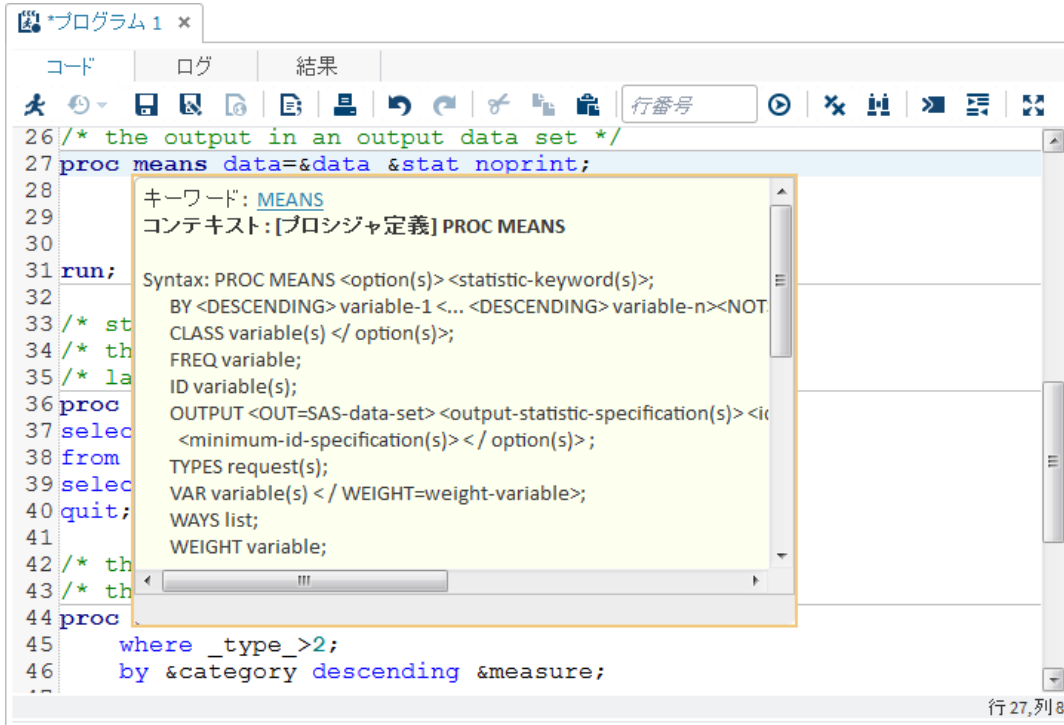 *プログラム 1 ×
コード ログ 結果
行番号
26 /* the output in an output data set */
27 proc means data=&data &stat noprint;
28
キーワード: MEANS
29
コンテキスト: [プロシジャ定義] PROC MEANS
30
31 run;
Syntax: PROC MEANS <option(s)> <statistic-keyword(s)>;
32
BY <DESCENDING> variable-1 <... <DESCENDING> variable-n><NOT
33 /* st
CLASS variable(s) </ option(s)>;
34 /* th
FREQ variable;
35 /* la
ID variable(s);
36 proc
OUTPUT <OUT=SAS-data-set> <output-statistic-specification(s)> <id
37 selec
<minimum-id-specification(s)> </ option(s)> ;
38 from
TYPES request(s);
39 selec
VAR variable(s) </ WEIGHT=weight-variable>;
40 quit;
WAYS list;
41
WEIGHT variable;
42 /* th
43 /* th
44 proc
45 where _type_>2;
46 by &category descending &measure;
行 27,列 8